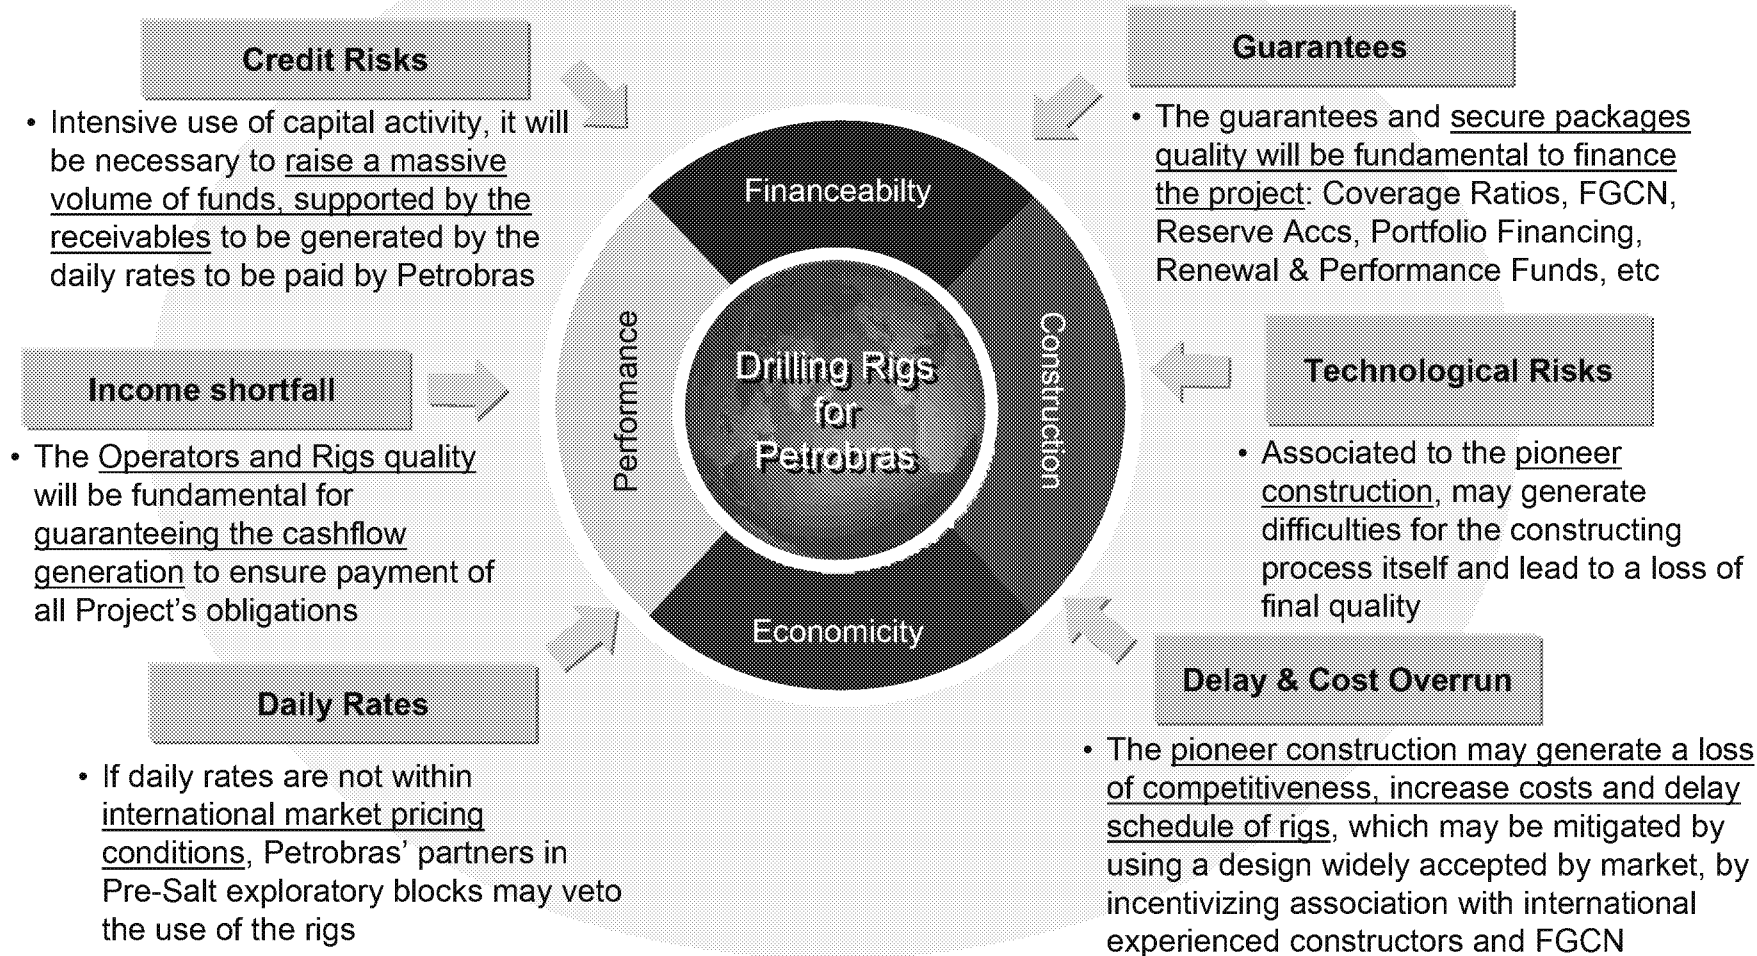 Credit Risks
• Intensive use of capital activity, it will
be necessary to raise a massive
volume of funds, supported by the
receivables to be generated by the
daily rates to be paid by Petrobras
Income shortfall
• The Operators and Rigs quality
will be fundamental for
guaranteeing the cashflow
generation to ensure payment of
all Project's obligations
Daily Rates
• If daily rates are not within
international market pricing
conditions, Petrobras' partners in
Pre-Salt exploratory blocks may veto
the use of the rigs
Financeabilty
Performance
Drilling Rigs
for
Petrobras
Construction
Economicity
Guarantees
• The guarantees and secure packages
quality will be fundamental to finance
the project: Coverage Ratios, FGCN,
Reserve Accs, Portfolio Financing,
Renewal & Performance Funds, etc
Technological Risks
• Associated to the pioneer
construction, may generate
difficulties for the constructing
process itself and lead to a loss of
final quality
Delay & Cost Overrun
• The pioneer construction may generate a loss
of competitiveness, increase costs and delay
schedule of rigs, which may be mitigated by
using a design widely accepted by market, by
incentivizing association with international
experienced constructors and FGCN